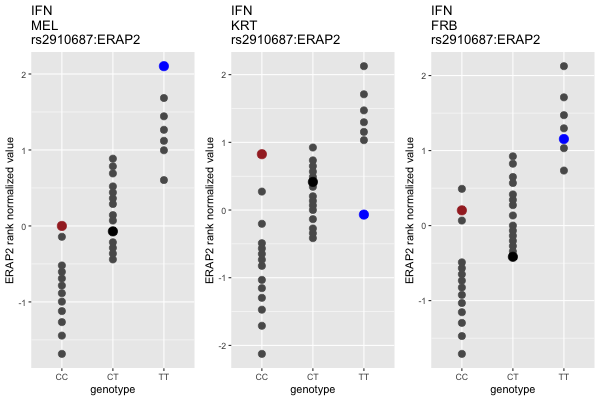 IFN
MEL
rs2910687:ERAP2
ERAP2 rank normalized value
2
1
0
-1
CC
CT
TT
genotype
IFN
KRT
rs2910687:ERAP2
ERAP2 rank normalized value
2
1
0
-1
-2
CC
CT
TT
genotype
IFN
FRB
rs2910687:ERAP2
ERAP2 rank normalized value
2
1
0
-1
CC
CT
TT
genotype